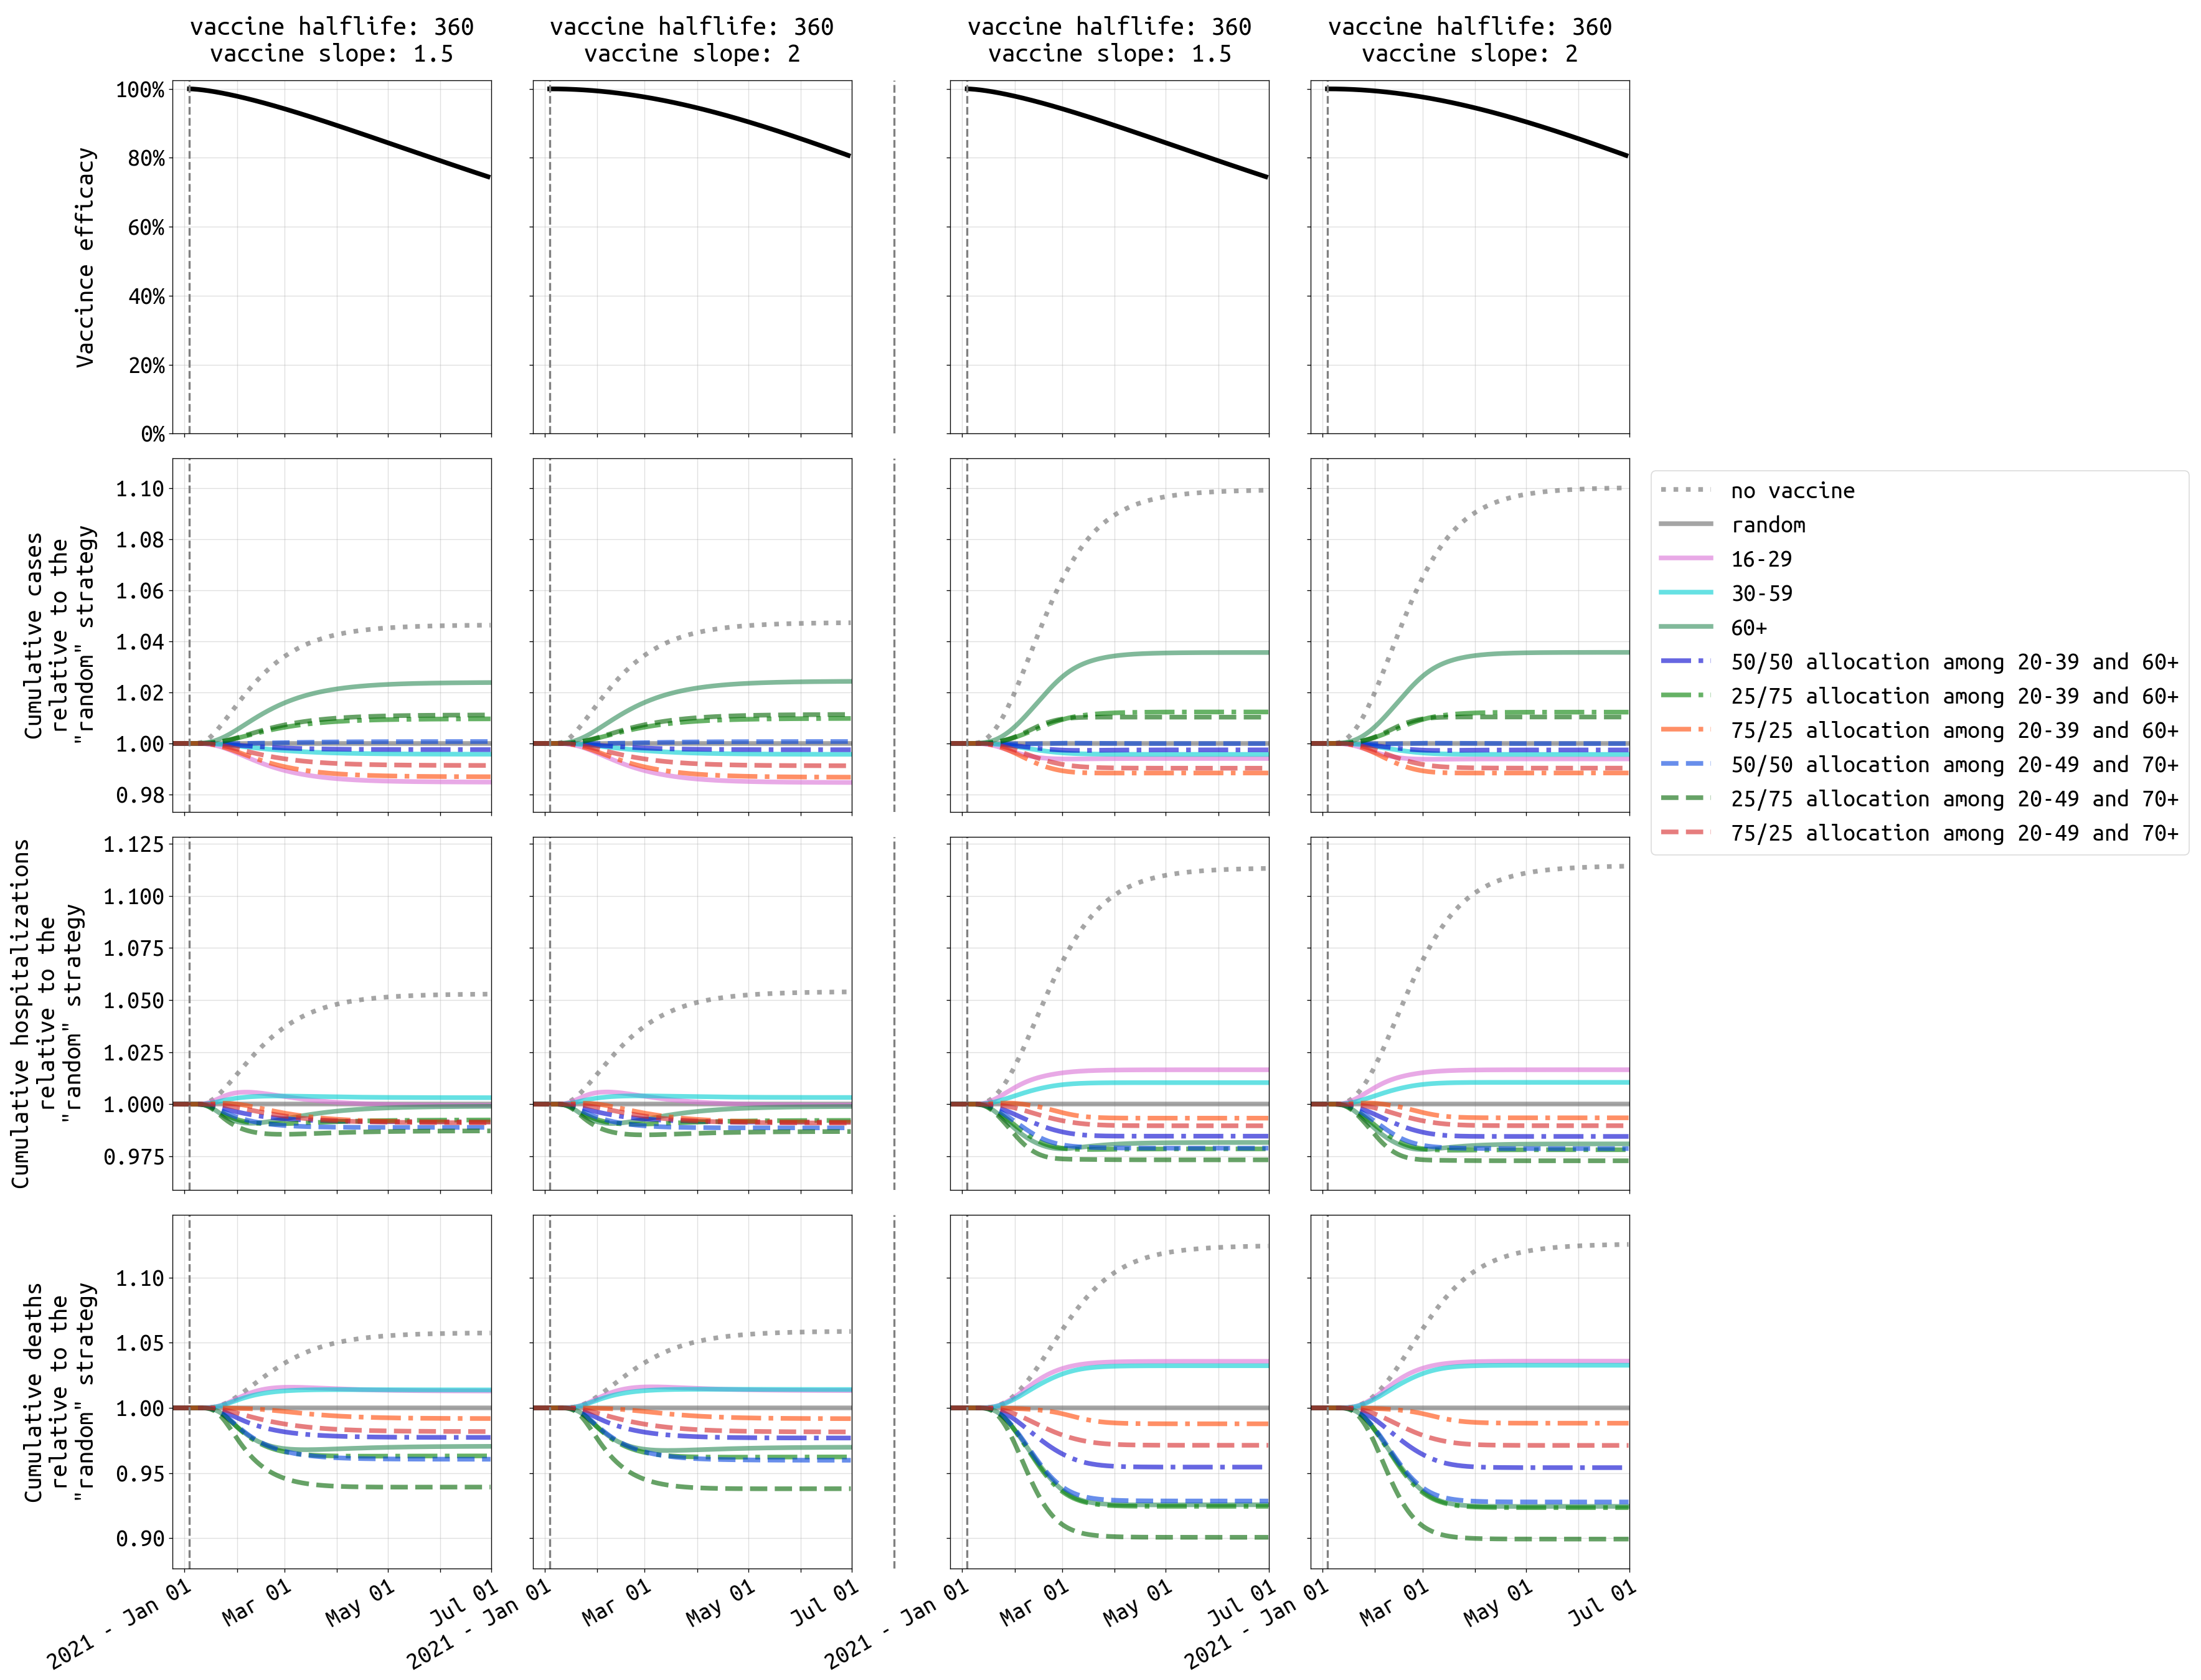 vaccine halflife: 360
vaccine slope: 1.5
vaccine halflife: 360
vaccine slope: 2
vaccine halflife: 360
vaccine slope: 1.5
vaccine halflife: 360
vaccine slope: 2
Vaccince efficacy
100%
80%
60%
40%
20%
0%
Cumulative cases
relative to the
"random" strategy
1.10
1.08
1.06
1.04
1.02
1.00
0.98
no vaccine
random
16-29
30-59
60+
50/50 allocation among 20-39 and 60+
25/75 allocation among 20-39 and 60+
75/25 allocation among 20-39 and 60+
50/50 allocation among 20-49 and 70+
25/75 allocation among 20-49 and 70+
75/25 allocation among 20-49 and 70+
Cumulative hospitalizations
relative to the
"random" strategy
1.125
1.100
1.075
1.050
1.025
1.000
0.975
Cumulative deaths
relative to the
"random" strategy
1.10
1.05
1.00
0.95
0.90
2021 - Jan 01
Mar 01
May 01
Jul 01
2021 - Jan 01
Mar 01
May 01
Jul 01
2021 - Jan 01
Mar 01
May 01
Jul 01
2021 - Jan 01
Mar 01
May 01
Jul 01